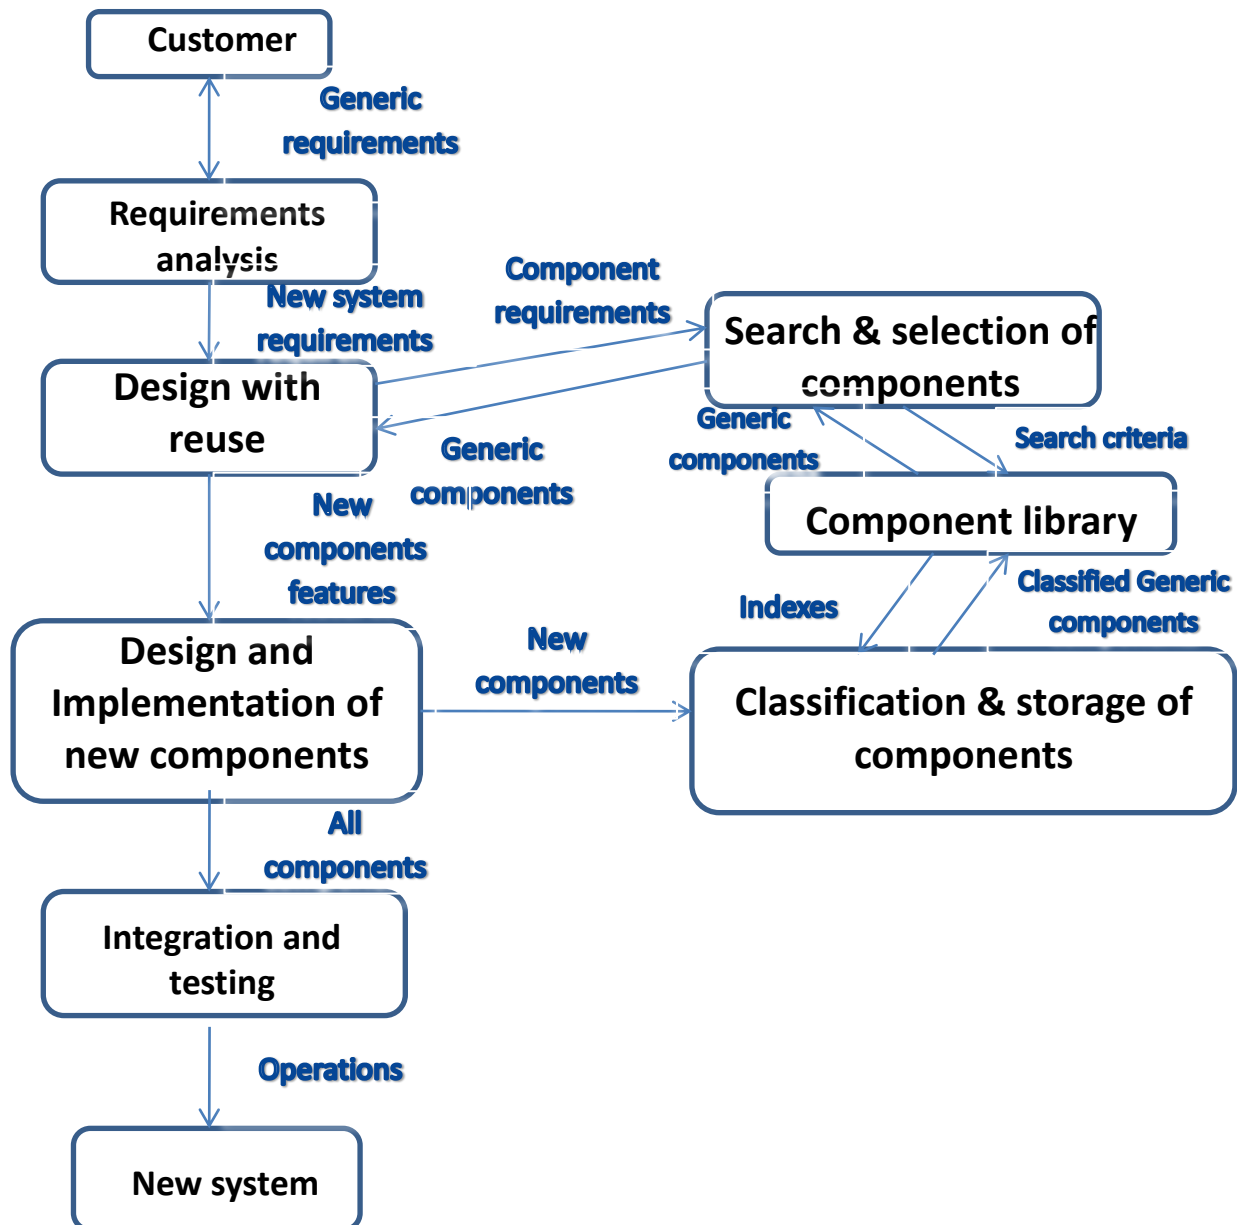 Customer
Generic
requirements
Requirements
analysis
New system
requirements
Component
requirements
Search & selection of
components
Design with
reuse
Generic
components
Generic
components
Search criteria
Component library
New
components
features
Indexes
Classified Generic
components
Design and
Implementation of
new components
New
components
Classification & storage of
components
All
components
Integration and
testing
Operations
New system